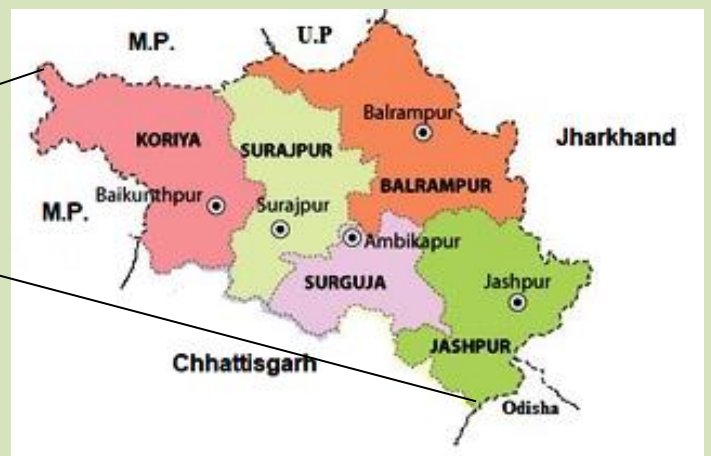 M.P.
U.P
Balrampur
Jharkhand
KORIYA
SURAJPUR
BALRAMPUR
M.P.
Baikunthpur
Surajpur
Ambikapur
SURGUJA
Jashpur
JASHPUR
Chhattisgarh
Odisha